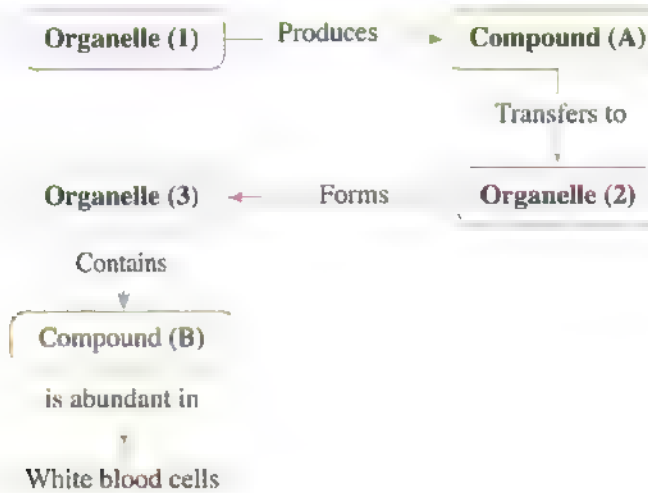 Organelle (1)
Produces
Compound (A)
Transfers to
Organelle (2)
Forms
Organelle (3)
Contains
Compound (B)
is abundant in
White blood cells